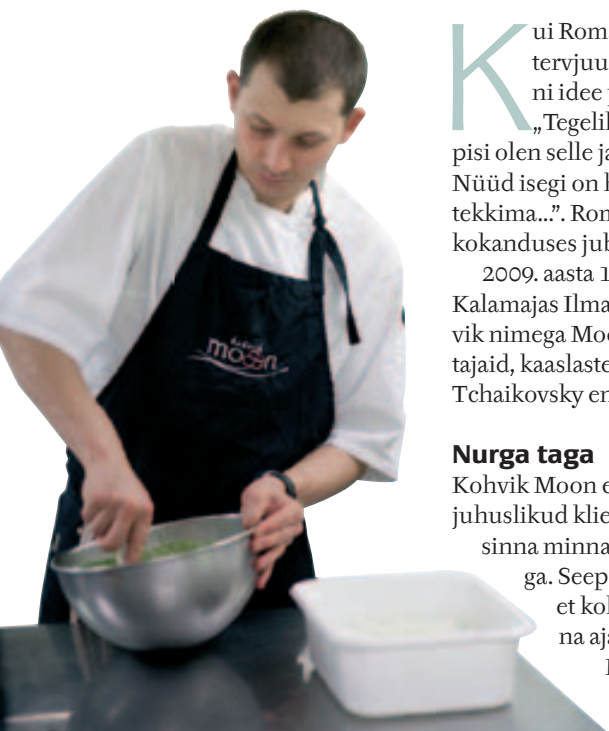 moon
Kui Rom
tervjuu
ni idee
„Tegelik
pisi olen selle ja
Nüüd isegi on h
tekkima...”. Ron
kokanduses jub
2009. aasta 1
Kalamajas Ilma
vik nimega Moo
tajaid, kaaslaste
Tchaikovsky en
Nurga taga
Kohvik Moon e
juhuslikud klie
sinna minna
ga. Seep
et kol
na aja